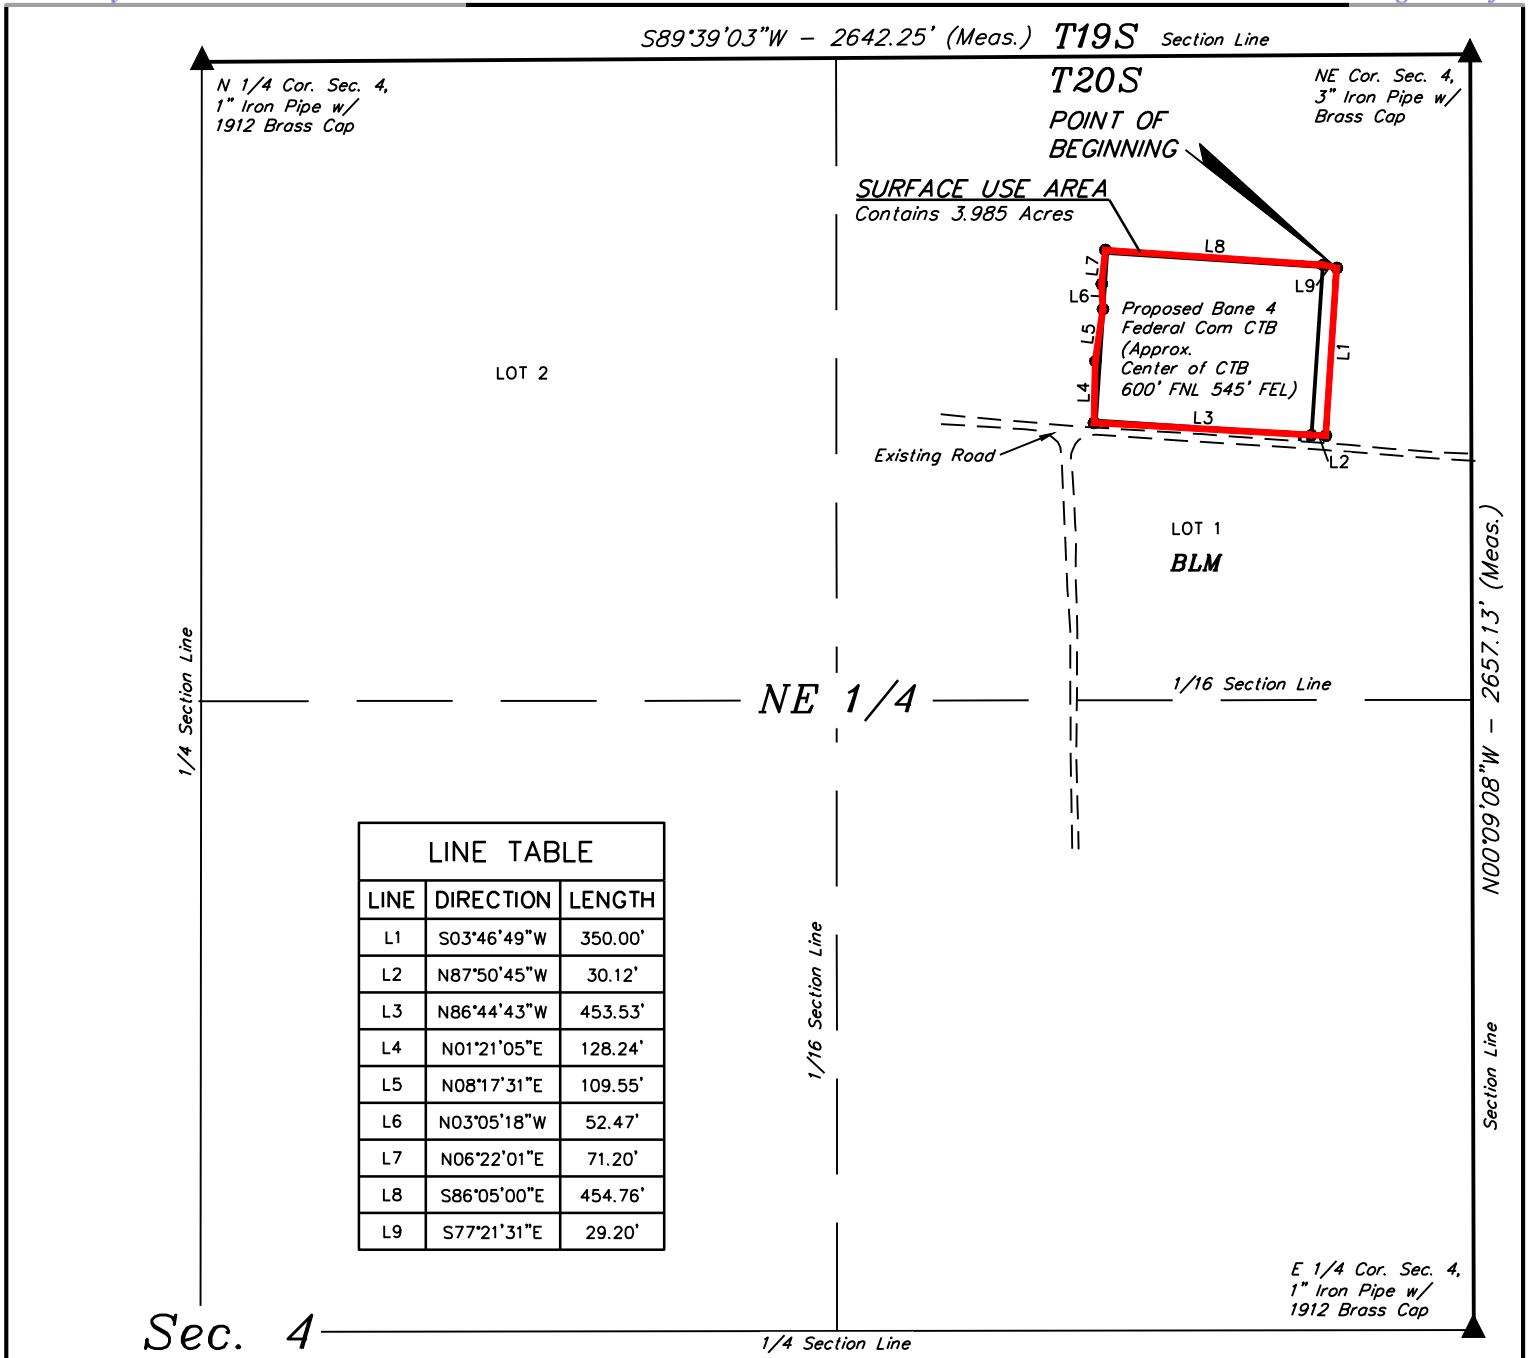 S89°39'03"W - 2642.25' (Meas.) T19S Section Line
T20S
N 1/4 Cor. Sec. 4,
1" Iron Pipe w/
1912 Brass Cap
NE Cor. Sec. 4,
3" Iron Pipe w/
Brass Cap
POINT OF
BEGINNING
SURFACE USE AREA
Contains 3.985 Acres
L8
L7
L9
L6
Proposed Bane 4
Federal Com CTB
(Approx.
Center of CTB
600' FNL 545' FEL)
L5
L1
L4
L3
L2
LOT 2
Existing Road
LOT 1
BLM
N00°09'08"W - 2657.13' (Meas.)
1/4 Section Line
NE 1/4
1/16 Section Line
LINE TABLE
LINE DIRECTION LENGTH
L1 S03°46'49"W 350.00'
L2 N87°50'45"W 30.12'
L3 N86°44'43"W 453.53'
L4 N01°21'05"E 128.24'
L5 N08°17'31"E 109.55'
L6 N03°05'18"W 52.47'
L7 N06°22'01"E 71.20'
L8 S86°05'00"E 454.76'
L9 S77°21'31"E 29.20'
1/16 Section Line
Section Line
E 1/4 Cor. Sec. 4,
1" Iron Pipe w/
1912 Brass Cap
Sec. 4
1/4 Section Line